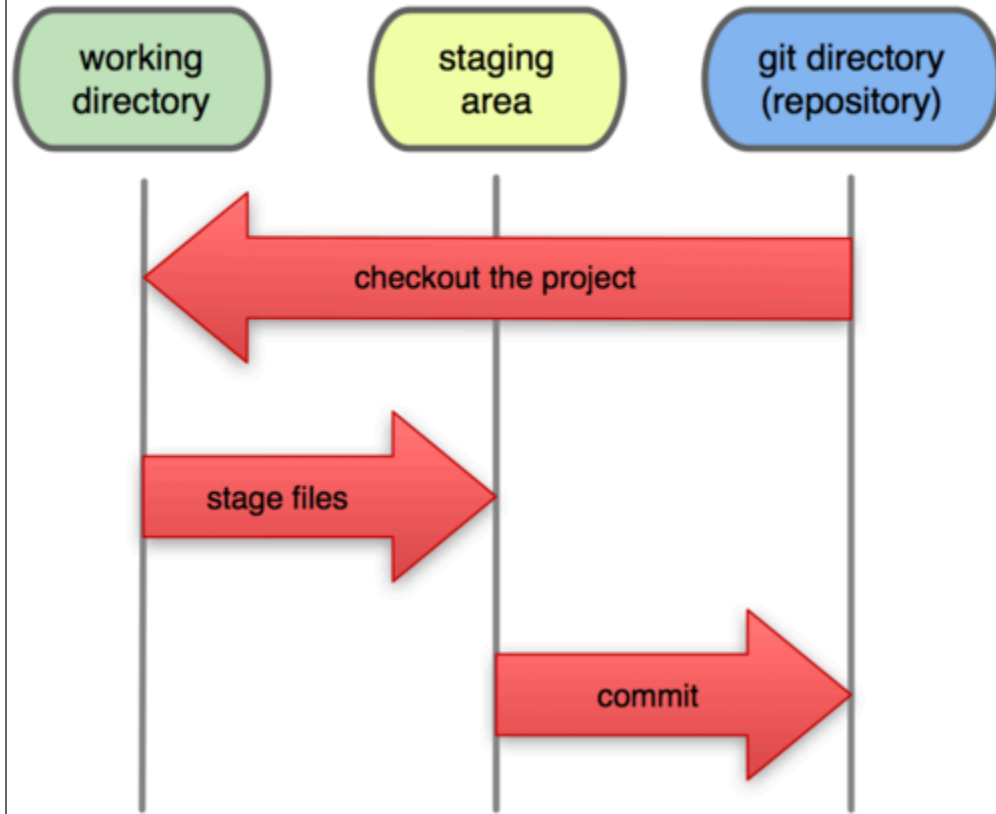 working
directory
staging
area
git directory
(repository)
checkout the project
stage files
commit